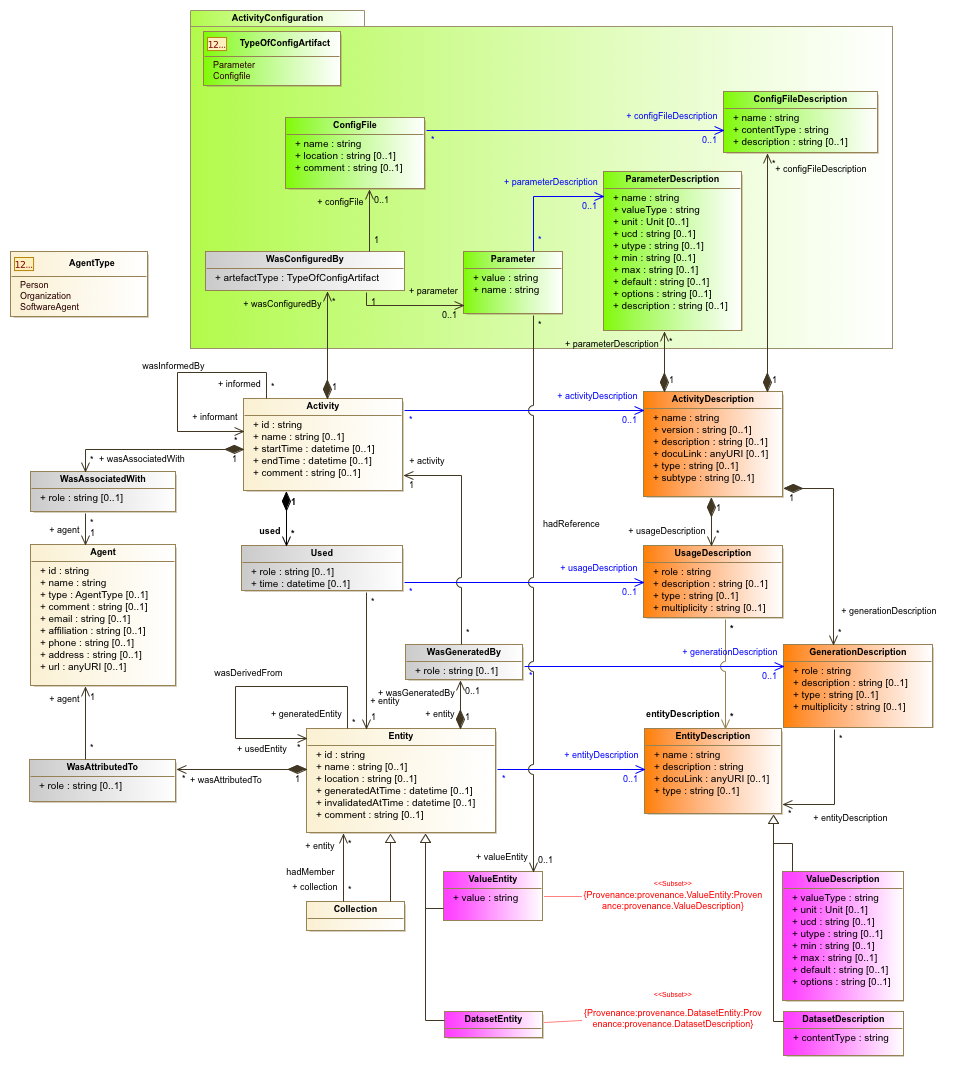 ActivityConfiguration
12...
TypeOfConfigArtifact
Parameter
Configfile
ConfigFile
+ name : string
+ location : string [0..1]
+ comment : string [0..1]
+ configFileDescription
*
0..1
ConfigFileDescription
+ name : string
+ contentType : string
+ description : string [0..1]
*
+ configFileDescription
+ parameterDescription
0..1
*
ParameterDescription
+ name : string
+ valueType : string
+ unit : Unit [0..1]
+ ucd : string [0..1]
+ utype : string [0..1]
+ min : string [0..1]
+ max : string [0..1]
+ default : string [0..1]
+ options : string [0..1]
+ description : string [0..1]
+ configFile
0..1
1
WasConfiguredBy
+ artefactType : TypeOfConfigArtifact
+ wasConfiguredBy
*
1
+ parameter
0..1
Parameter
+ value : string
+ name : string
*
+ parameterDescription
*
12...
AgentType
Person
Organization
SoftwareAgent
wasInformedBy
+ informed
*
+ informant
*
1
Activity
+ id : string
+ name : string [0..1]
+ startTime : datetime [0..1]
+ endTime : datetime [0..1]
+ comment : string [0..1]
+ activityDescription
*
0..1
1
1
ActivityDescription
+ name : string
+ version : string [0..1]
+ description : string [0..1]
+ docuLink : anyURI [0..1]
+ type : string [0..1]
+ subtype : string [0..1]
1
*
+ wasAssociatedWith
1
WasAssociatedWith
+ role : string [0..1]
*
+ agent
1
+ activity
1
1
used
*
hadReference
1
+ usageDescription
*
Agent
+ id : string
+ name : string
+ type : AgentType [0..1]
+ comment : string [0..1]
+ email : string [0..1]
+ affiliation : string [0..1]
+ phone : string [0..1]
+ address : string [0..1]
+ url : anyURI [0..1]
Used
+ role : string [0..1]
+ time : datetime [0..1]
*
+ usageDescription
0..1
*
UsageDescription
+ role : string
+ description : string [0..1]
+ type : string [0..1]
+ multiplicity : string [0..1]
+ generationDescription
*
*
*
WasGeneratedBy
+ role : string [0..1]
*
+ generationDescription
0..1
GenerationDescription
+ role : string
+ description : string [0..1]
+ type : string [0..1]
+ multiplicity : string [0..1]
+ agent
1
*
wasDerivedFrom
+ generatedEntity
*
+ usedEntity
*
+ wasGeneratedBy
0..1
+ entity
1
+ entity
1
entityDescription
*
*
WasAttributedTo
+ role : string [0..1]
*
+ wasAttributedTo
1
Entity
+ id : string
+ name : string [0..1]
+ location : string [0..1]
+ generatedAtTime : datetime [0..1]
+ invalidatedAtTime : datetime [0..1]
+ comment : string [0..1]
+ entityDescription
*
0..1
EntityDescription
+ name : string
+ description : string
+ docuLink : anyURI [0..1]
+ type : string [0..1]
*
+ entityDescription
+ entity
*
hadMember
+ collection
*
Collection
+ valueEntity
0..1
ValueEntity
+ value : string
<<Subset>>
{Provenance:provenance.ValueEntity:Proven
ance:provenance.ValueDescription}
ValueDescription
+ valueType : string
+ unit : Unit [0..1]
+ ucd : string [0..1]
+ utype : string [0..1]
+ min : string [0..1]
+ max : string [0..1]
+ default : string [0..1]
+ options : string [0..1]
<<Subset>>
{Provenance:provenance.DatasetEntity:Prov
enance:provenance.DatasetDescription}
DatasetEntity
DatasetDescription
+ contentType : string